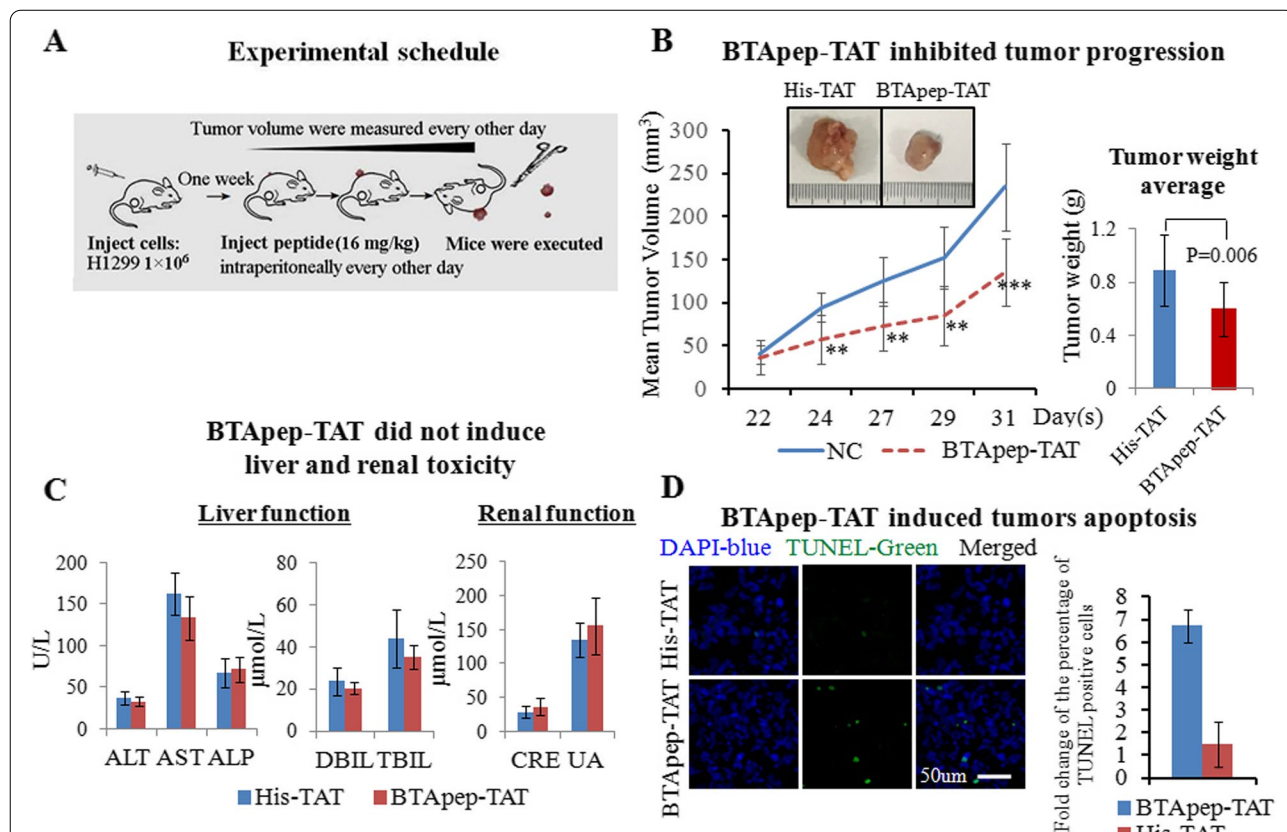 A
Experimental schedule
Tumor volume were measured every other day
One week
Inject cells:
H1299 1×10⁶
Inject peptide (16 mg/kg)
intraperitoneally every other day
Mice were executed
B
BTApep-TAT inhibited tumor progression
His-TAT BTApep-TAT
Mean Tumor Volume (mm³)
300
250
200
150
100
50
0
** ** ** ***
22 24 27 29 31 Day(s)
NC BTApep-TAT
Tumor weight
average
Tumor weight (g)
1.2
0.8
0.4
0
P=0.006
His-TAT
BTApep-TAT
BTApep-TAT did not induce
liver and renal toxicity
C
Liver function
Renal function
U/L
200
150
100
50
0
ALT AST ALP
µmol/L
80
60
40
20
0
DBIL TBIL
µmol/L
250
200
150
100
50
0
CRE UA
His-TAT BTApep-TAT
D
BTApep-TAT induced tumors apoptosis
DAPI-blue TUNEL-Green Merged
His-TAT
BTApep-TAT
50um
Fold change of the percentage of
TUNEL positive cells
8
7
6
5
4
3
2
1
0
BTApep-TAT
His-TAT